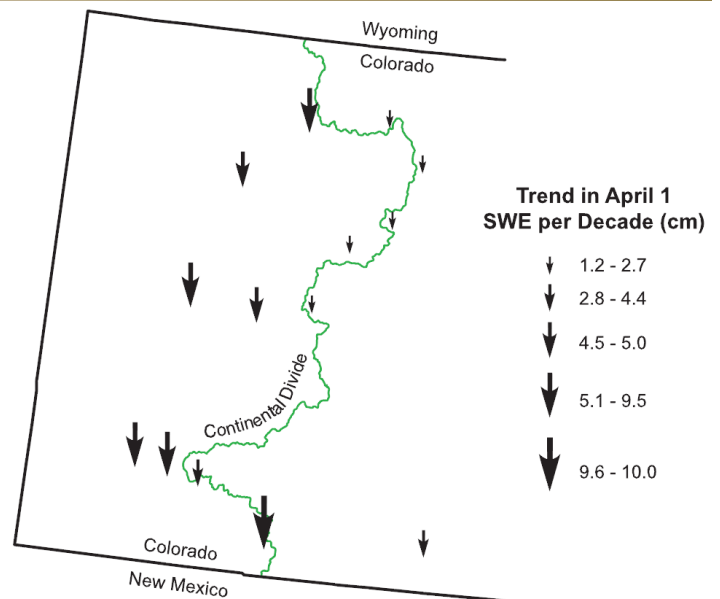 Wyoming
Colorado
Trend in April 1
SWE per Decade (cm)
1.2 - 2.7
2.8 - 4.4
4.5 - 5.0
5.1 - 9.5
9.6 - 10.0
Continental Divide
Colorado
New Mexico